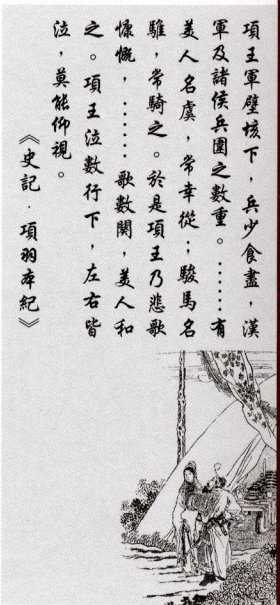 項王軍壁垓下，兵少食盡，漢
軍及諸侯兵圍之數重。……有
美人名虞，常幸從；駿馬名
騅，常騎之。於是項王乃悲歌
慷慨，……歌數闋，美人和
之。項王泣數行下，左右皆
泣，莫能仰視。
《史記·項羽本紀》